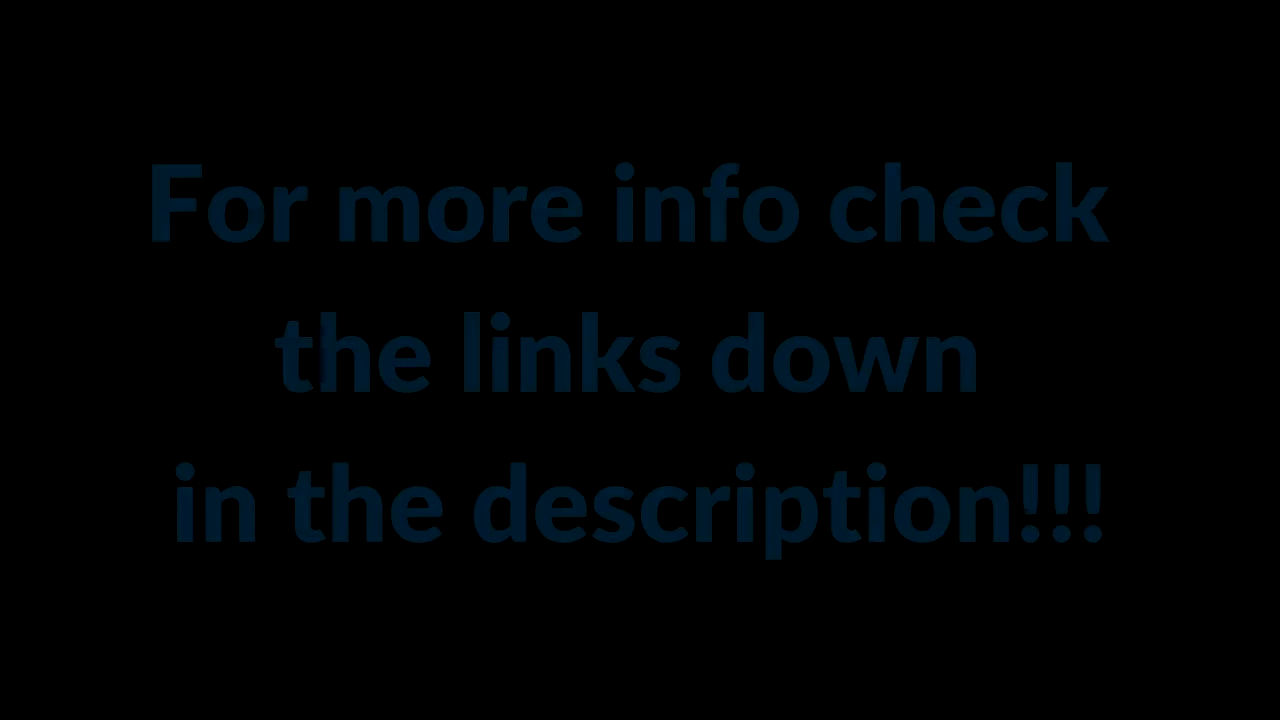 For more info check
the links down
in the description!!!